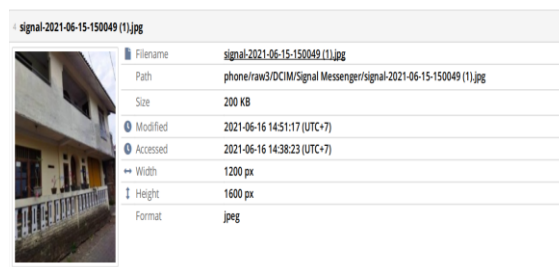 4 signal-2021-06-15-150049 (1).jpg
Filename signal-2021-06-15-150049 (1).jpg
Path phone/raw3/DCIM/Signal Messenger/signal-2021-06-15-150049 (1).jpg
Size 200 KB
Modified 2021-06-16 14:51:17 (UTC+7)
Accessed 2021-06-16 14:38:23 (UTC+7)
Width 1200 px
Height 1600 px
Format jpeg